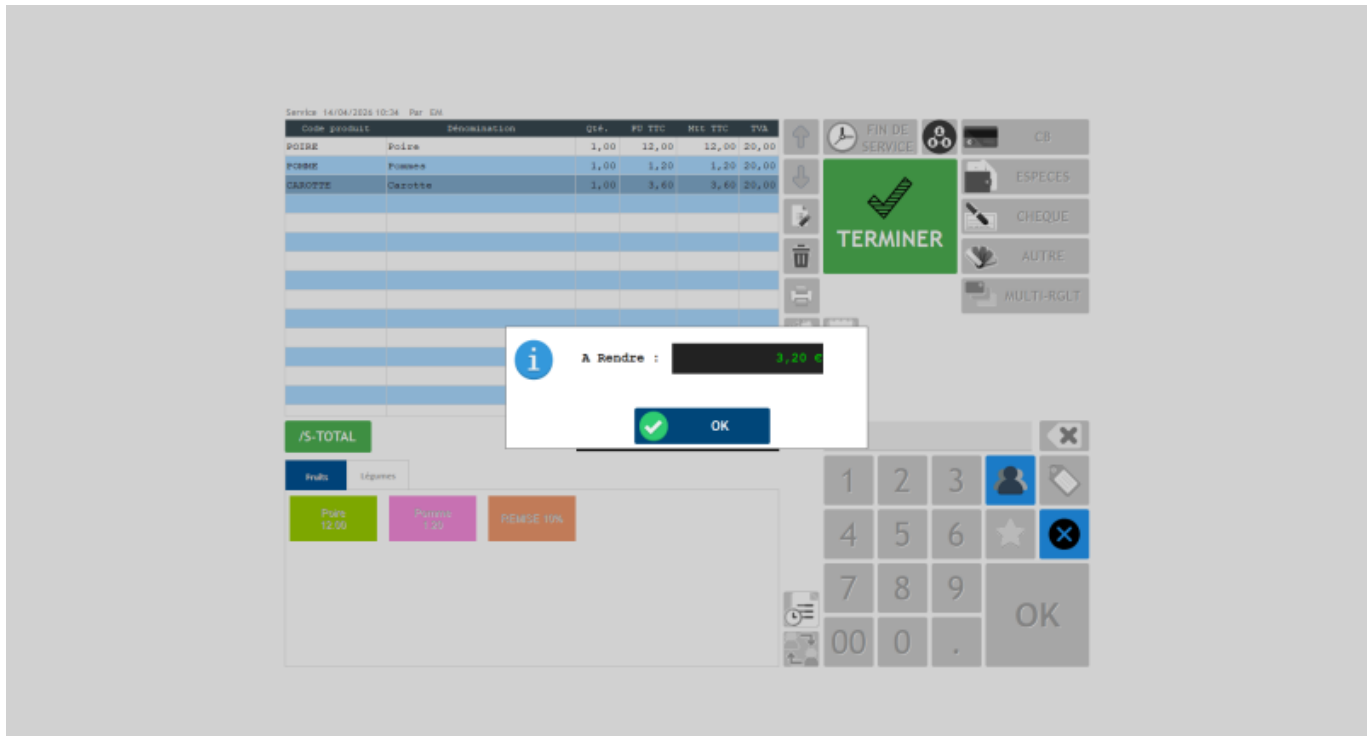 Service 14/04/2026 10:34 Par EM
Code produit Dénomination Qté. PU TTC Mtt TTC TVA
POIRE Poire 1,00 12,00 12,00 20,00
POMME Pommes 1,00 1,20 1,20 20,00
CAROTTE Carotte 1,00 3,60 3,60 20,00
FIN DE
SERVICE
CB
TERMINER
ESPECES
CHEQUE
AUTRE
MULTI-RGLT
A Rendre : 3,20 €
OK
/S-TOTAL
Fruits Légumes
Poire
12.00
Pomme
1.20
REMISE 10%
1 2 3
4 5 6
7 8 9
00 0 .
OK